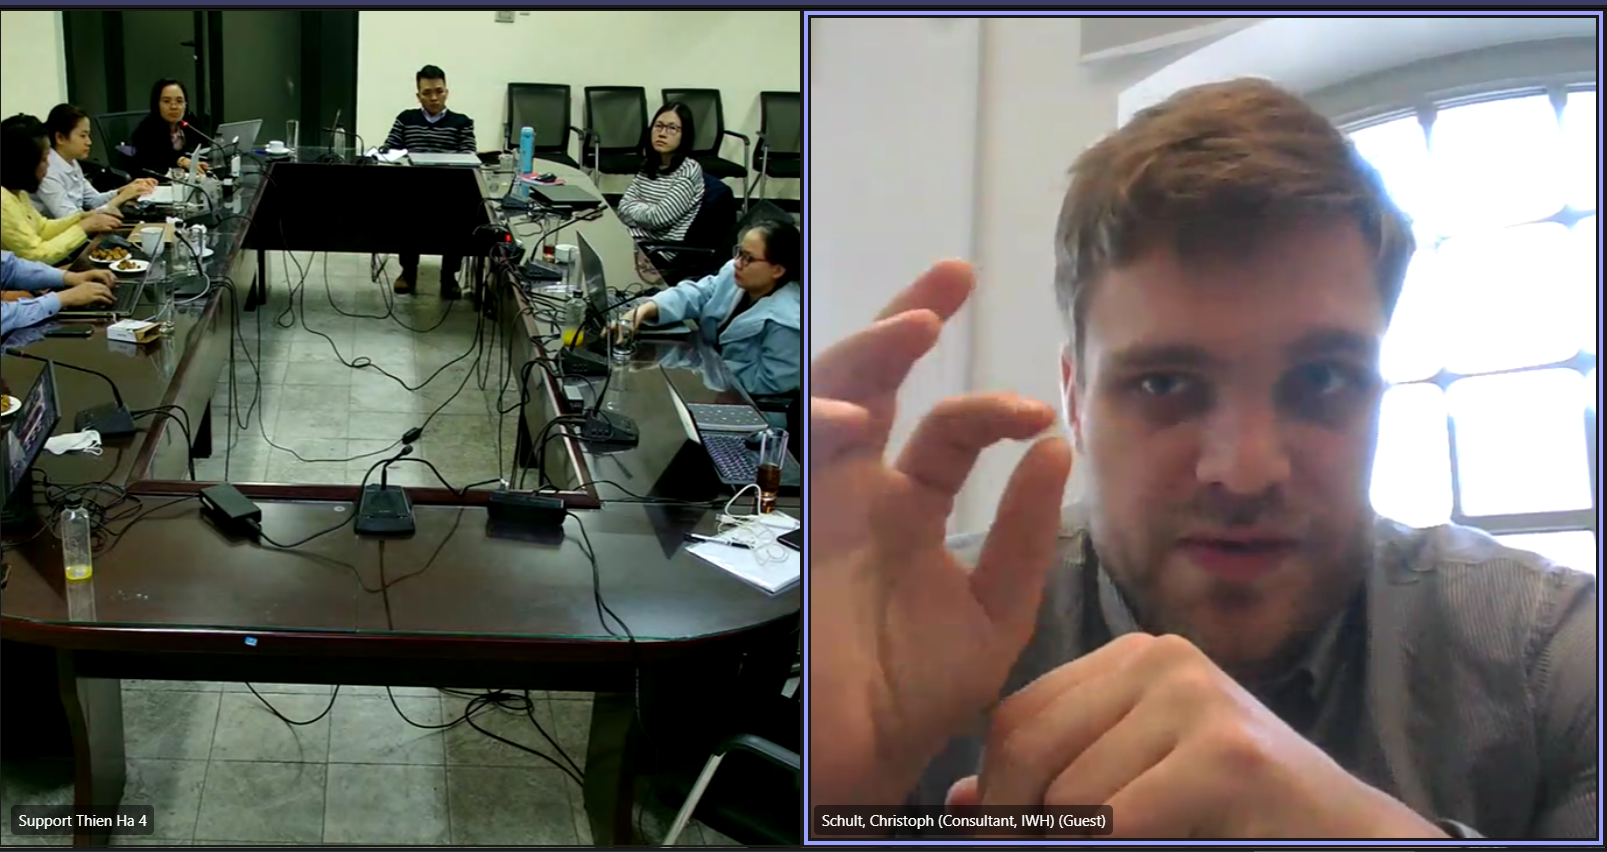 Support Thien Ha 4
Schult, Christoph (Consultant, IWH) (Guest)